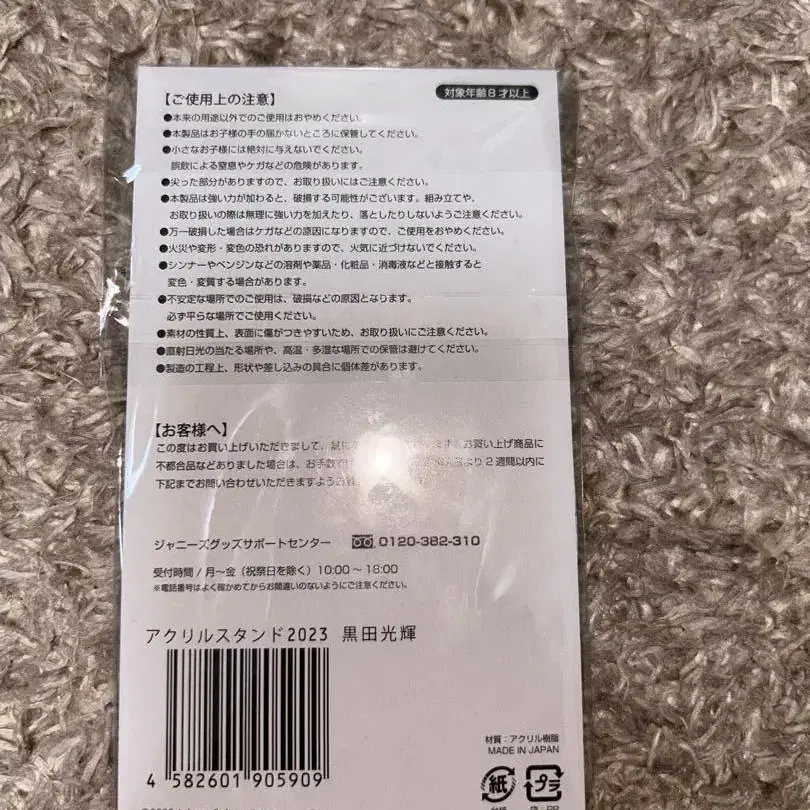 【ご使用上の注意】
対象年齢8才以上
●本来の用途以外でのご使用はおやめください。
●本製品はお子様の手の届かないところに保管してください。
●小さなお子様には絶対に与えないでください。
誤飲による窒息やケガなどの危険があります。
●尖った部分がありますので、お取り扱いにはご注意ください。
●本製品は強い力が加わると、破損する可能性がございます。組み立てや、
お取り扱いの際は無理に強い力を加えたり、落としたりしないようご注意ください。
●万一破損した場合はケガなどの原因になりますので、ご使用をおやめください。
●火災や変形・変色の恐れがありますので、火気に近づけないでください。
●シンナーやベンジンなどの溶剤や薬品・化粧品・消毒液などと接触すると
変色・変質する場合があります。
●不安定な場所でのご使用は、破損などの原因となります。
必ず平らな場所でご使用ください。
●素材の性質上、表面に傷がつきやすいため、お取り扱いにご注意ください。
●直射日光の当たる場所や、高温・多湿な場所での保管は避けてください。
●製造の工程上、形状や差し込みの具合に個体差があります。
【お客様へ】
この度はお買い上げいただきまして、誠に お買い上げ商品に
不都合品などありました場合は、お手数で より2週間以内に
下記までお問い合わせいただきますよう
ジャニーズグッズサポートセンター 0120-382-310
受付時間 / 月～金（祝祭日を除く）10:00～18:00
※電話番号はよく確かめてからお間違いのないようにご注意ください。
アクリルスタンド2023 黒田光輝
4 582601 905909
材質：アクリル樹脂
MADE IN JAPAN
紙 プラ
台紙 袋：PP